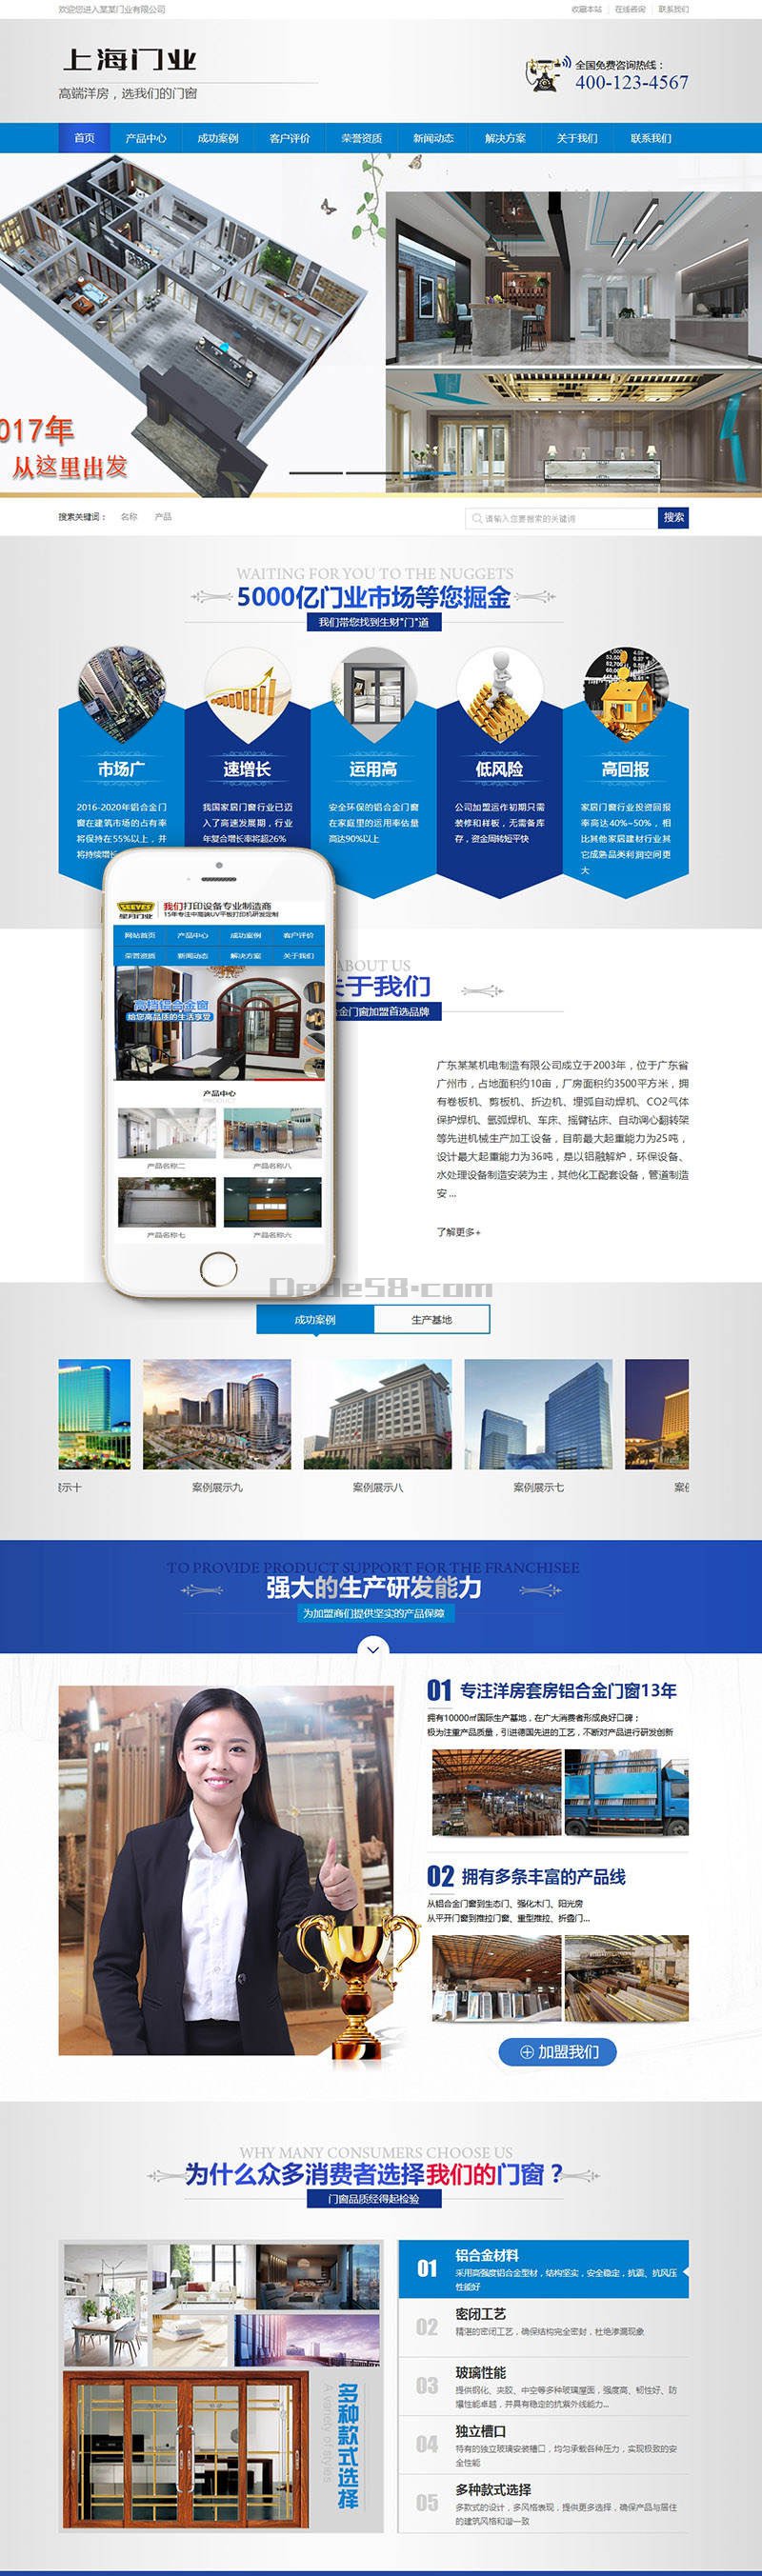 欢迎您进入某某门业有限公司
收藏本站 | 在线咨询 | 联系我们
上海门业
高端洋房，选我们的门窗
全国免费咨询热线：
400-123-4567
首页 产品中心 成功案例 客户评价 荣誉资质 新闻动态 解决方案 关于我们 联系我们
017年
从这里出发
搜索关键词： 名称 产品
请输入您要搜索的关键词 搜索
WAITING FOR YOU TO THE NUGGETS
5000亿门业市场等您掘金
我们带您找到生财"门"道
市场广
2016-2020年铝合金门
窗在建筑市场的占有率
将保持在55%以上，并
将持续增长
速增长
我国家居门窗行业已迈
入了高速发展期，行业
年复合增长率将超26%
运用高
安全环保的铝合金门窗
在家庭里的运用率估量
高达90%以上
低风险
公司加盟运作初期只需
装修和样板，无需备库
存，资金周转短平快
高回报
家居门窗行业投资回报
率高达40%~50%，相
比其他家居建材行业其
它成熟品类利润空间更
大
SEEYES
星月门业
我们打印设备专业制造商
15年专注中高端UV平板打印机研发定制
网站首页 产品中心 成功案例 客户评价
荣誉资质 新闻动态 解决方案 关于我们
高档铝合金窗
给您高品质的生活享受
产品中心
产品名称二 产品名称八
产品名称七 产品名称六
ABOUT US
关于我们
合金门窗加盟首选品牌
广东某某机电制造有限公司成立于2003年，位于广东省
广州市，占地面积约10亩，厂房面积约3500平方米，拥
有卷板机、剪板机、折边机、埋弧自动焊机、CO2气体
保护焊机、氩弧焊机、车床、摇臂钻床、自动调心翻转架
等先进机械生产加工设备，目前最大起重能力为25吨，
设计最大起重能力为36吨，是以铝融解炉，环保设备、
水处理设备制造安装为主，其他化工配套设备，管道制造
安 ...
了解更多+
Dede58.com
成功案例 生产基地
展示十 案例展示九 案例展示八 案例展示七 案例
TO PROVIDE PRODUCT SUPPORT FOR THE FRANCHISEE
强大的生产研发能力
为加盟商们提供坚实的产品保障
01 专注洋房套房铝合金门窗13年
拥有10000㎡国际生产基地，在广大消费者形成良好口碑；
极为注重产品质量，引进德国先进的工艺，不断对产品进行研发创新
02 拥有多条丰富的产品线
从铝合金门窗到生态门、强化木门、阳光房
从平开门窗到推拉门窗、重型推拉、折叠门...
加盟我们
WHY MANY CONSUMERS CHOOSE US
为什么众多消费者选择我们的门窗？
门窗品质经得起检验
多种款式选择
A variety of styles
01 铝合金材料
采用高强度铝合金型材，结构坚实，安全稳定，抗震、抗风压
性能好
02 密闭工艺
精湛的密闭工艺，确保结构完全密封，杜绝渗漏现象
03 玻璃性能
提供钢化、夹胶、中空等多种玻璃屋面，强度高、韧性好、防
爆性能卓越，并具有稳定的抗紫外线能力...
04 独立槽口
特有的独立玻璃安装槽口，均匀承载各种压力，实现极致的安
全性能
05 多种款式选择
多款式的设计，多风格表现，提供更多选择，确保产品与居住
的建筑风格和谐一致